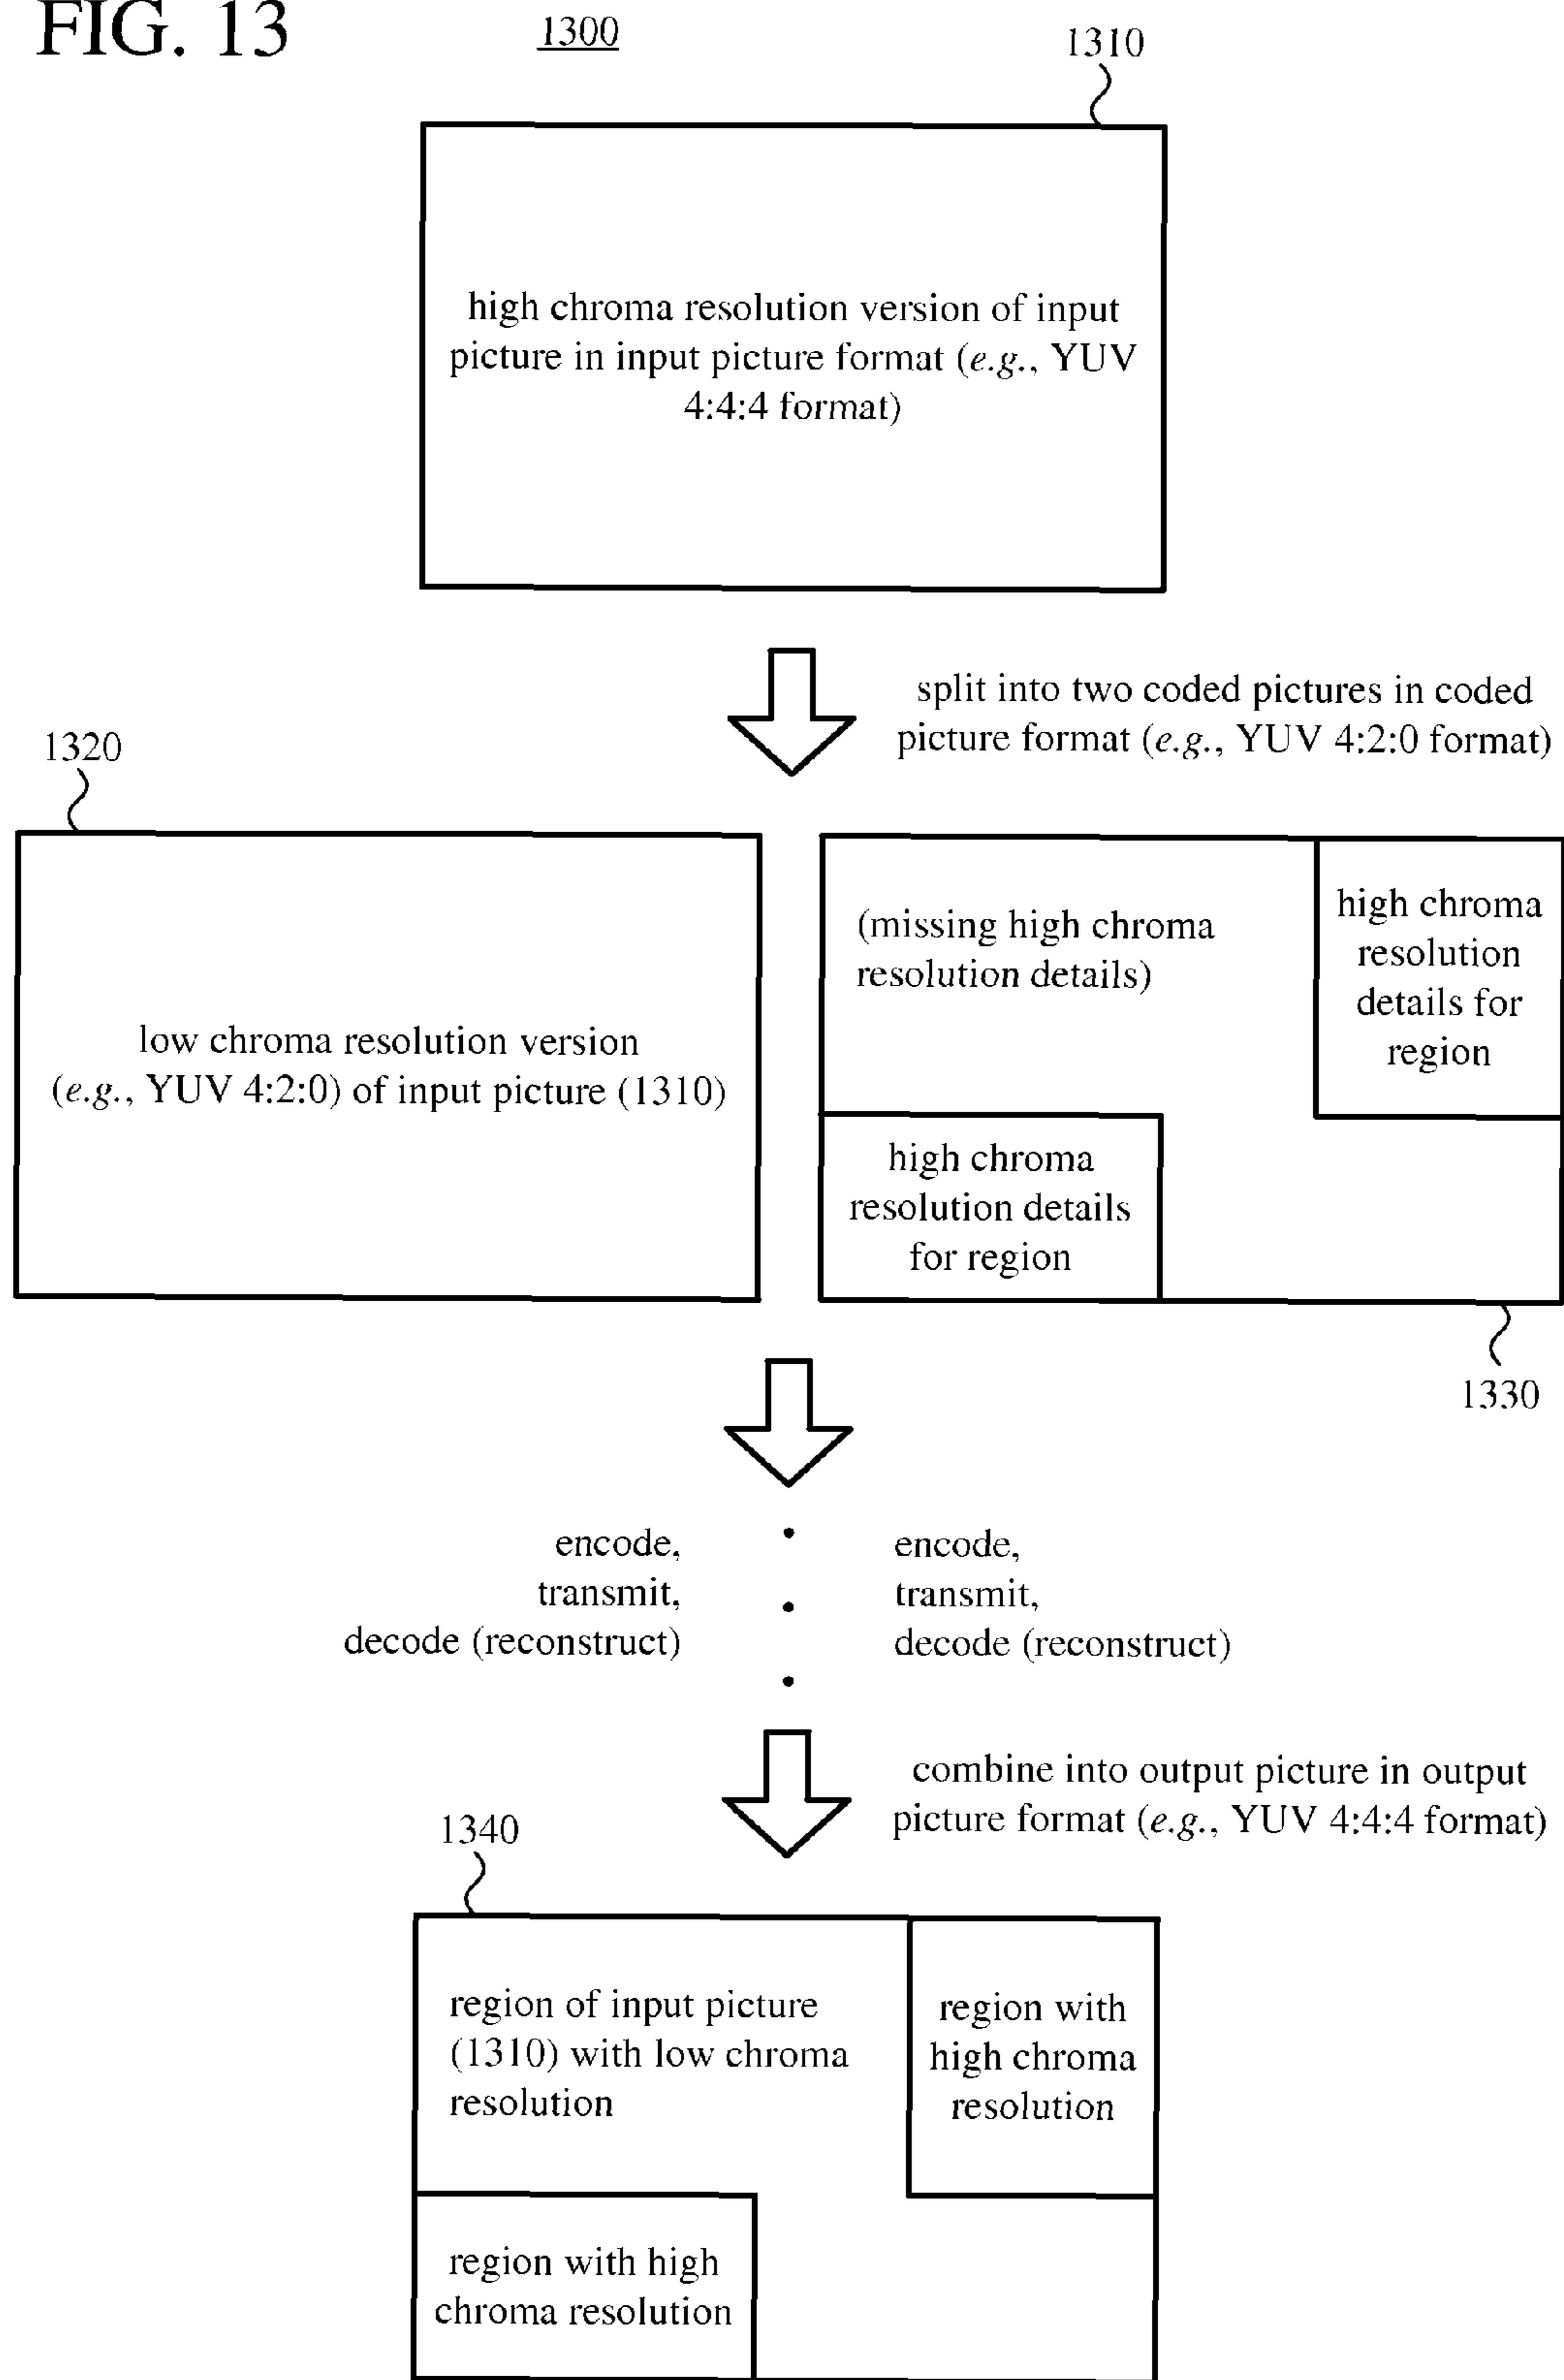 FIG. 13
1300
1310
high chroma resolution version of input
picture in input picture format (e.g., YUV
4:4:4 format)
split into two coded pictures in coded
picture format (e.g., YUV 4:2:0 format)
1320
low chroma resolution version
(e.g., YUV 4:2:0) of input picture (1310)
(missing high chroma
resolution details)
high chroma
resolution
details for
region
high chroma
resolution details
for region
1330
encode,
transmit,
decode (reconstruct)
encode,
transmit,
decode (reconstruct)
combine into output picture in output
picture format (e.g., YUV 4:4:4 format)
1340
region of input picture
(1310) with low chroma
resolution
region with
high chroma
resolution
region with high
chroma resolution